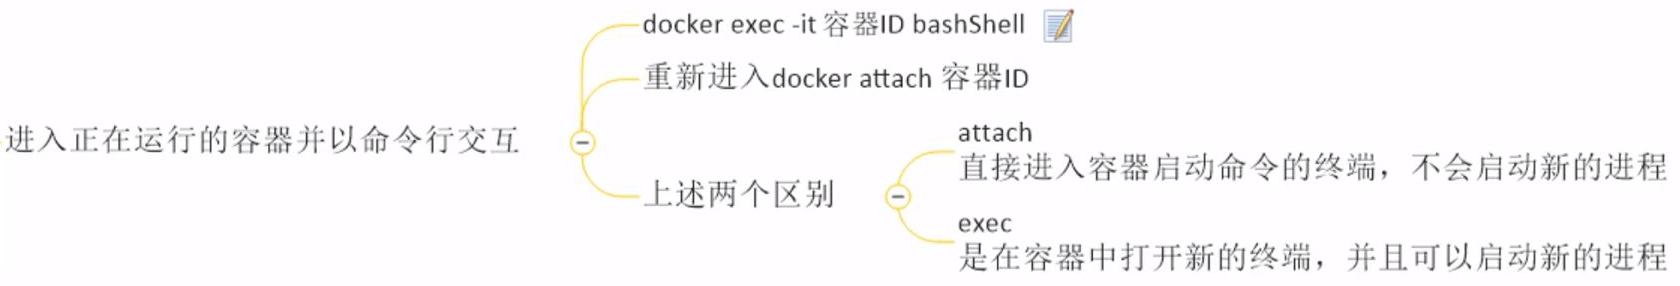 docker exec -it 容器ID bashShell
重新进入docker attach 容器ID
进入正在运行的容器并以命令行交互
上述两个区别
attach
直接进入容器启动命令的终端，不会启动新的进程
exec
是在容器中打开新的终端，并且可以启动新的进程